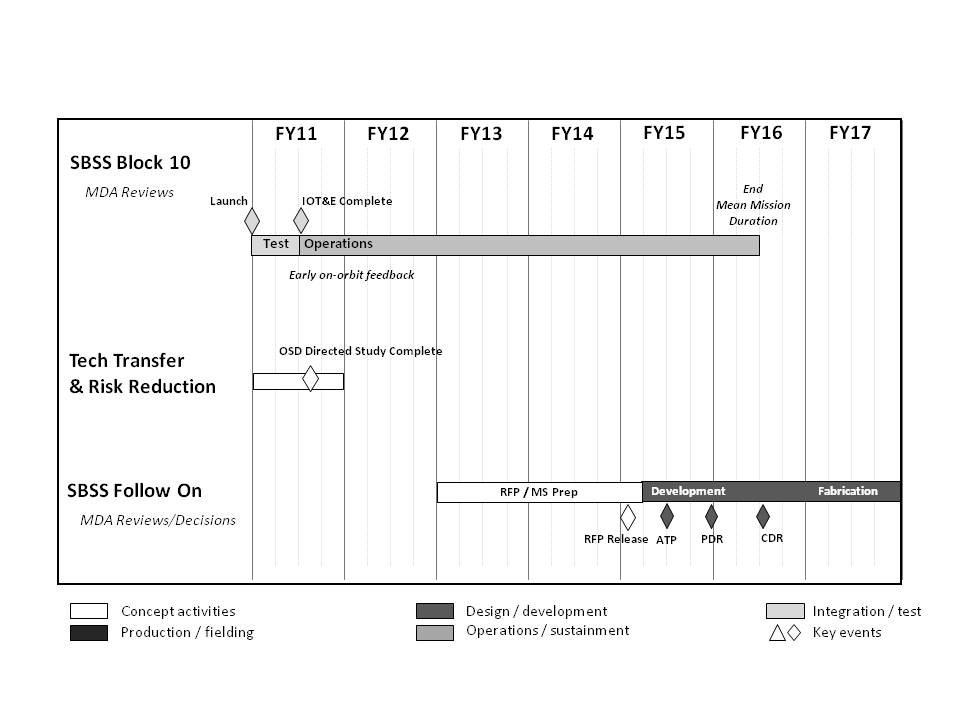 FY11 FY12 FY13 FY14 FY15 FY16 FY17
SBSS Block 10
MDA Reviews
Launch
IOT&E Complete
End
Mean Mission
Duration
Test
Operations
Early on-orbit feedback
OSD Directed Study Complete
Tech Transfer
& Risk Reduction
SBSS Follow On
RFP / MS Prep
Development
Fabrication
MDA Reviews/Decisions
RFP Release
ATP
PDR
CDR
Concept activities
Design / development
Integration / test
Production / fielding
Operations / sustainment
Key events